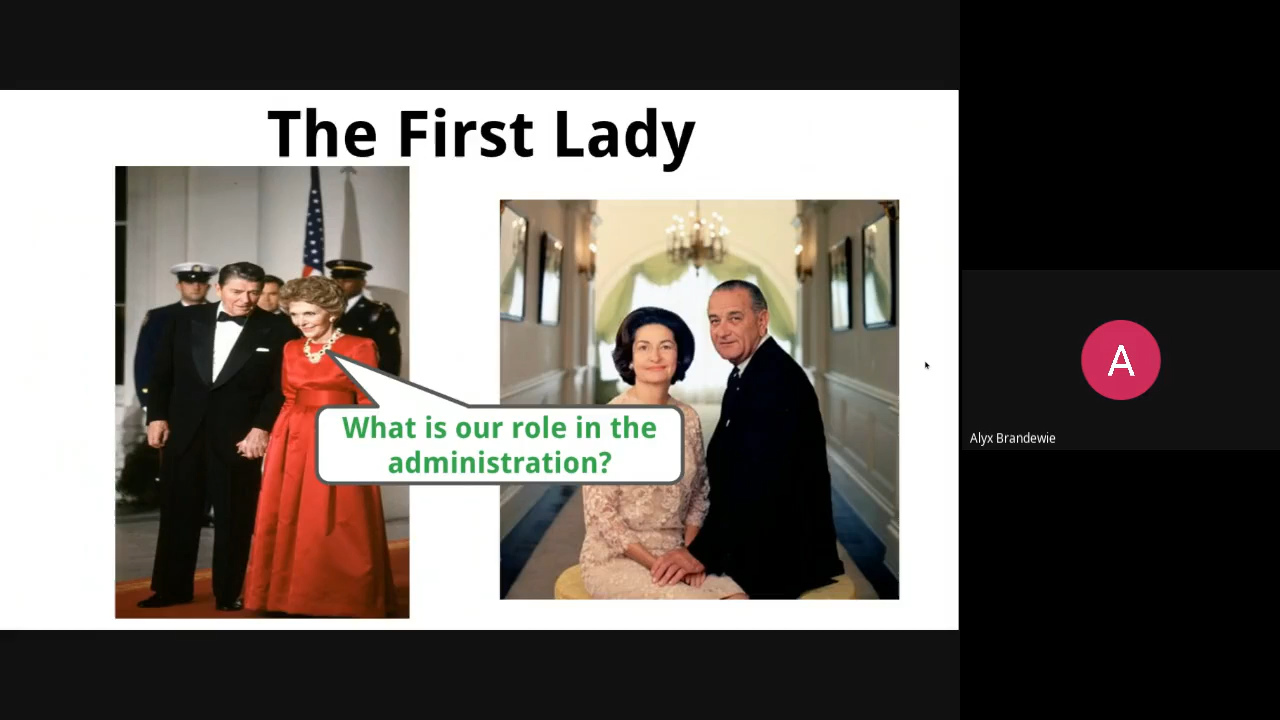 The First Lady
What is our role in the
administration?
A
Alyx Brandewie